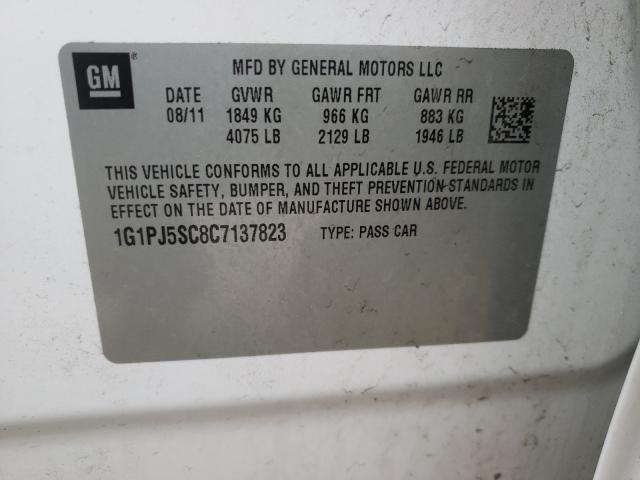 GM
MFD BY GENERAL MOTORS LLC
DATE GVWR GAWR FRT GAWR RR
08/11 1849 KG 966 KG 883 KG
4075 LB 2129 LB 1946 LB
THIS VEHICLE CONFORMS TO ALL APPLICABLE U.S. FEDERAL MOTOR
VEHICLE SAFETY, BUMPER, AND THEFT PREVENTION STANDARDS IN
EFFECT ON THE DATE OF MANUFACTURE SHOWN ABOVE.
1G1PJ5SC8C7137823 TYPE: PASS CAR